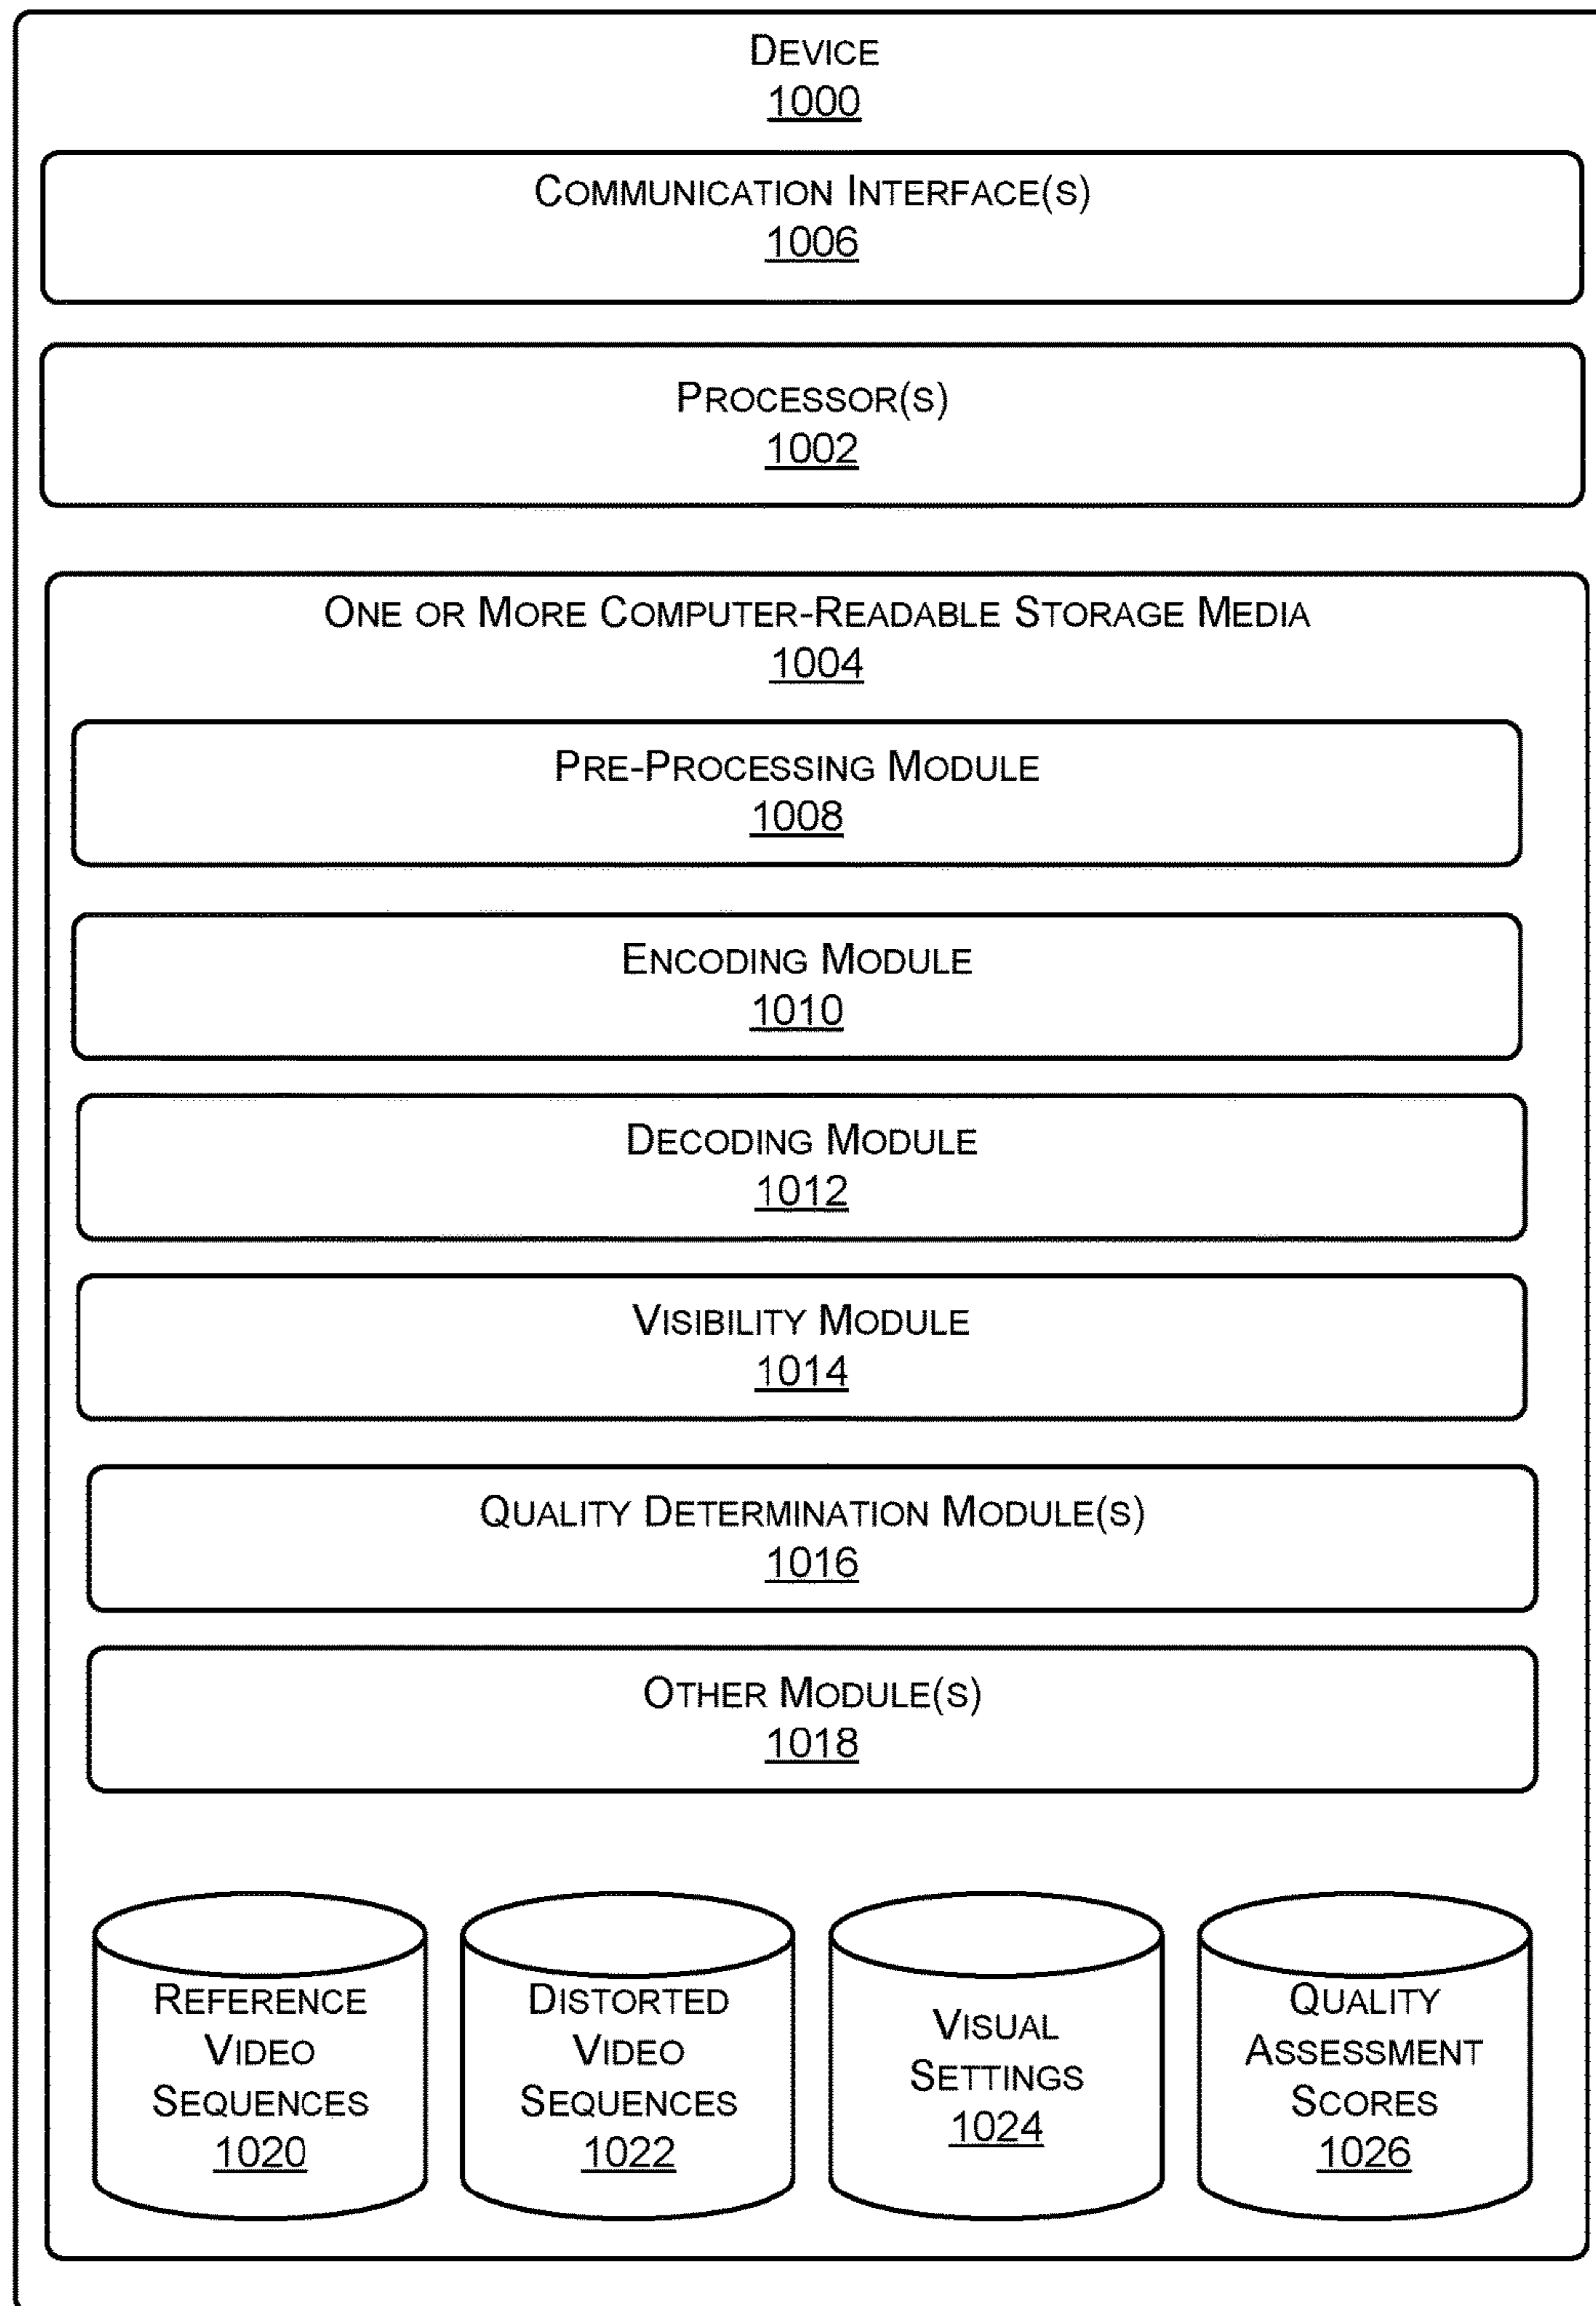 DEVICE
1000
COMMUNICATION INTERFACE(S)
1006
PROCESSOR(S)
1002
ONE OR MORE COMPUTER-READABLE STORAGE MEDIA
1004
PRE-PROCESSING MODULE
1008
ENCODING MODULE
1010
DECODING MODULE
1012
VISIBILITY MODULE
1014
QUALITY DETERMINATION MODULE(S)
1016
OTHER MODULE(S)
1018
REFERENCE
VIDEO
SEQUENCES
1020
DISTORTED
VIDEO
SEQUENCES
1022
VISUAL
SETTINGS
1024
QUALITY
ASSESSMENT
SCORES
1026